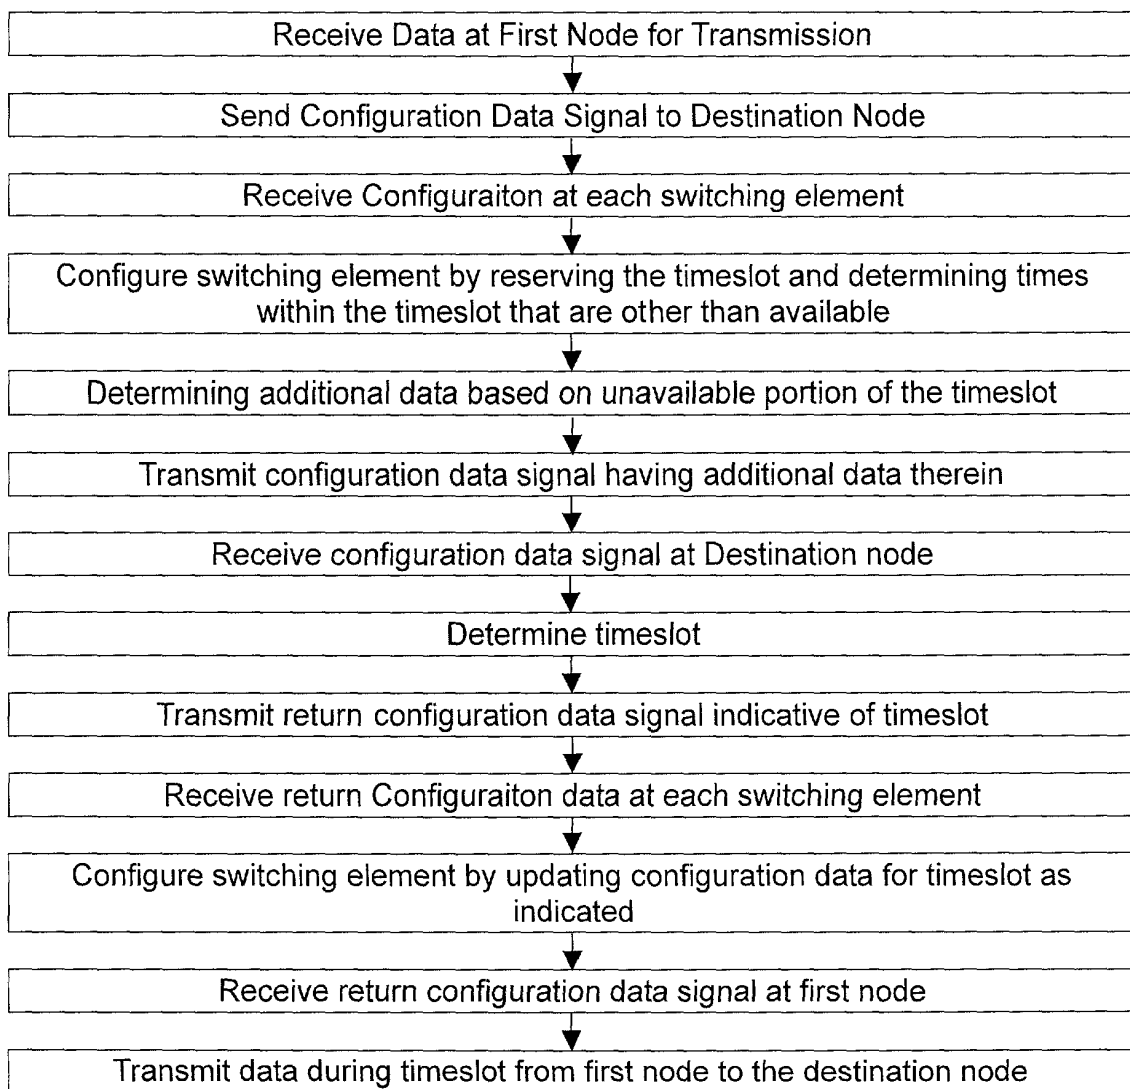 Receive Data at First Node for Transmission
Send Configuration Data Signal to Destination Node
Receive Configuraiton at each switching element
Configure switching element by reserving the timeslot and determining times
within the timeslot that are other than available
Determining additional data based on unavailable portion of the timeslot
Transmit configuration data signal having additional data therein
Receive configuration data signal at Destination node
Determine timeslot
Transmit return configuration data signal indicative of timeslot
Receive return Configuraiton data at each switching element
Configure switching element by updating configuration data for timeslot as
indicated
Receive return configuration data signal at first node
Transmit data during timeslot from first node to the destination node